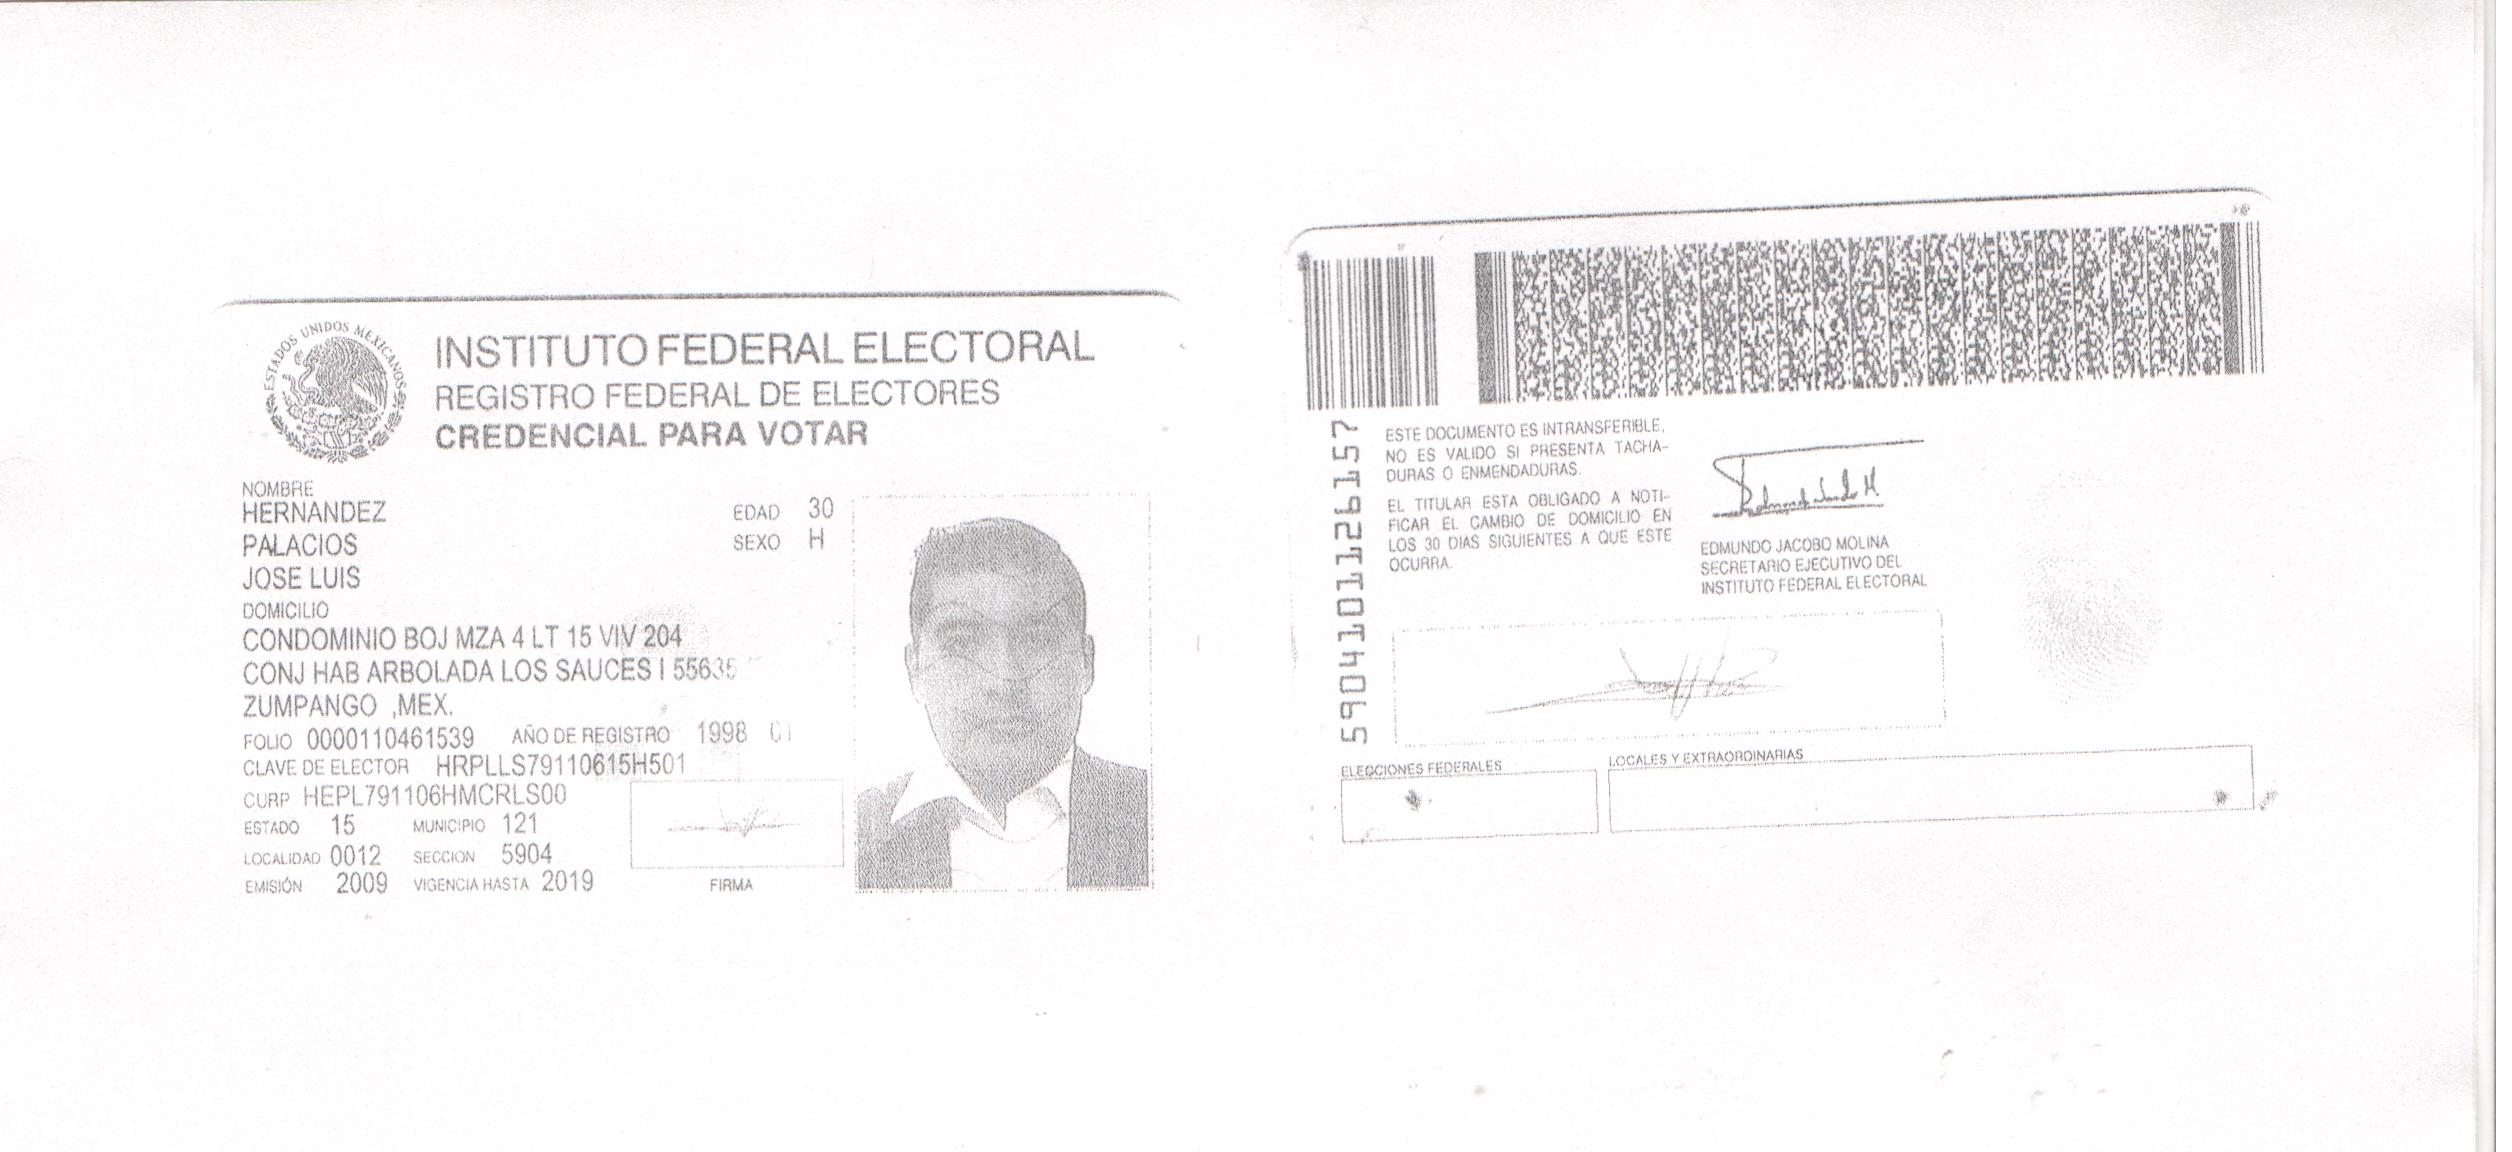 ESTADOS UNIDOS MEXICANOS
INSTITUTO FEDERAL ELECTORAL
REGISTRO FEDERAL DE ELECTORES
CREDENCIAL PARA VOTAR
NOMBRE
HERNANDEZ
PALACIOS
JOSE LUIS
EDAD 30
SEXO H
DOMICILIO
CONDOMINIO BOJ MZA 4 LT 15 VIV 204
CONJ HAB ARBOLADA LOS SAUCES I 55635
ZUMPANGO ,MEX.
FOLIO 0000110461539 AÑO DE REGISTRO 1998 01
CLAVE DE ELECTOR HRPLLS79110615H501
CURP HEPL791106HMCRLS00
ESTADO 15 MUNICIPIO 121
LOCALIDAD 0012 SECCION 5904
EMISIÓN 2009 VIGENCIA HASTA 2019
FIRMA
5904101126157
ESTE DOCUMENTO ES INTRANSFERIBLE,
NO ES VALIDO SI PRESENTA TACHA-
DURAS O ENMENDADURAS.
EL TITULAR ESTA OBLIGADO A NOTI-
FICAR EL CAMBIO DE DOMICILIO EN
LOS 30 DIAS SIGUIENTES A QUE ESTE
OCURRA.
EDMUNDO JACOBO MOLINA
SECRETARIO EJECUTIVO DEL
INSTITUTO FEDERAL ELECTORAL
ELECCIONES FEDERALES
LOCALES Y EXTRAORDINARIAS